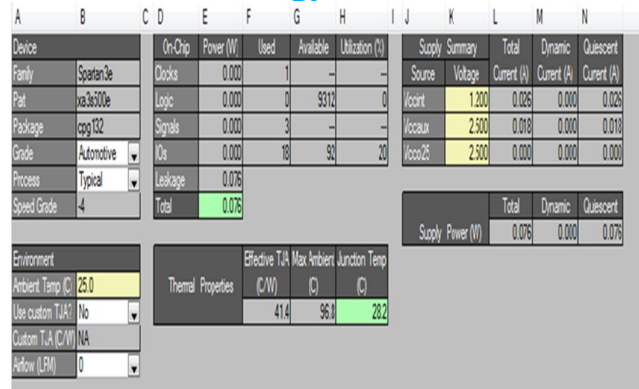 A B C D E F G H I J K L M N
Device On-Chip Power (W) Used Available Utilization (%) Supply Summary Total Dynamic Quiescent
Family Spartan3e Clocks 0.000 1 -- -- Source Voltage Current (A) Current (A) Current (A)
Part xa3s500e Logic 0.000 0 9312 0 Vccint 1.200 0.026 0.000 0.026
Package cpg132 Signals 0.000 3 -- -- Vccaux 2.500 0.018 0.000 0.018
Grade Automotive IOs 0.000 18 92 20 Vcco25 2.500 0.000 0.000 0.000
Process Typical Leakage 0.076
Speed Grade -4 Total 0.076 Total Dynamic Quiescent
Supply Power (W) 0.076 0.000 0.076
Environment Effective TJA Max Ambient Junction Temp
Ambient Temp (C) 25.0 Thermal Properties (C/W) (C) (C)
Use custom TJA? No 41.4 96.8 28.2
Custom TJA (C/W) NA
Airflow (LFM) 0